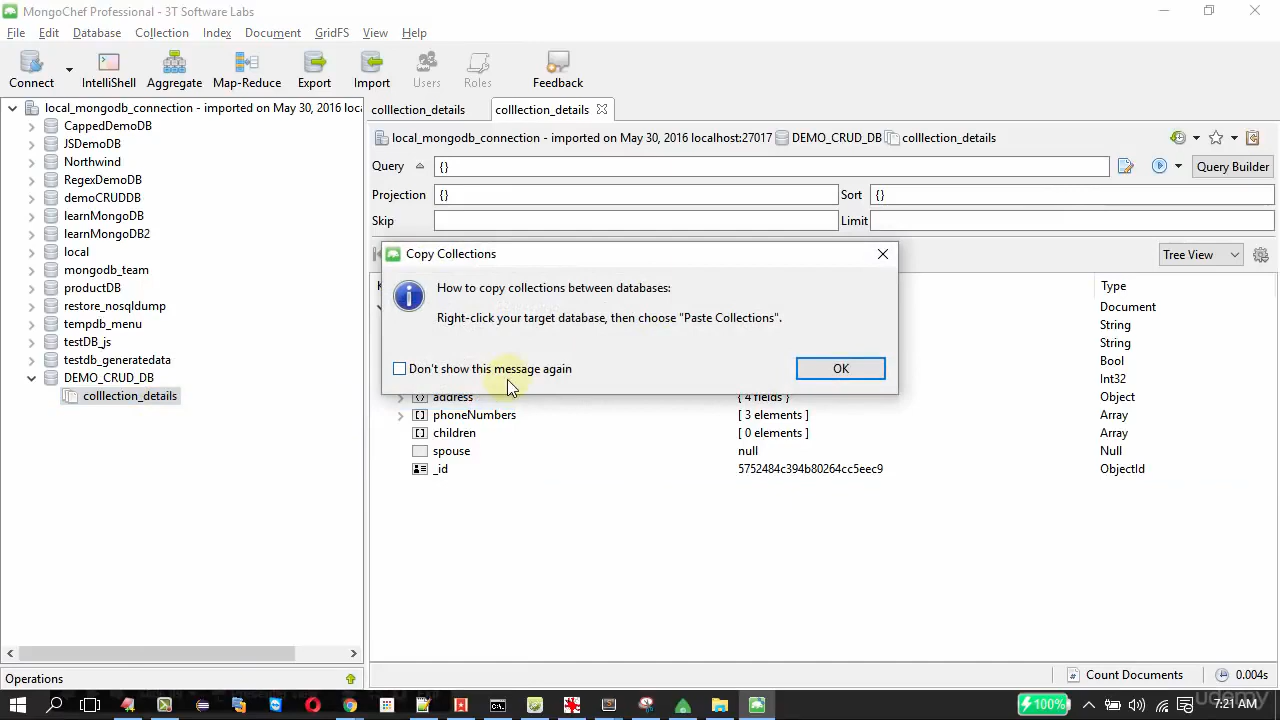 MongoChef Professional - 3T Software Labs
File Edit Database Collection Index Document GridFS View Help
Connect IntelliShell Aggregate Map-Reduce Export Import Users Roles Feedback
local_mongodb_connection - imported on May 30, 2016 loca
CappedDemoDB
JSDemoDB
Northwind
RegexDemoDB
demoCRUDDB
learnMongoDB
learnMongoDB2
local
mongodb_team
productDB
restore_nosqldump
tempdb_menu
testDB_js
testdb_generatedata
DEMO_CRUD_DB
colllection_details
Operations
colllection_details colllection_details
local_mongodb_connection - imported on May 30, 2016 localhost:27017 DEMO_CRUD_DB colllection_details
Query {} Query Builder
Projection {} Sort {}
Skip Limit
Tree View
Copy Collections
How to copy collections between databases:
Right-click your target database, then choose "Paste Collections".
Don't show this message again OK
Type
Document
String
String
Bool
Int32
address { 4 fields } Object
phoneNumbers [ 3 elements ] Array
children [ 0 elements ] Array
spouse null Null
_id 5752484c394b80264cc5eec9 ObjectId
Count Documents 0.004s
100% 7:21 AM
udemy